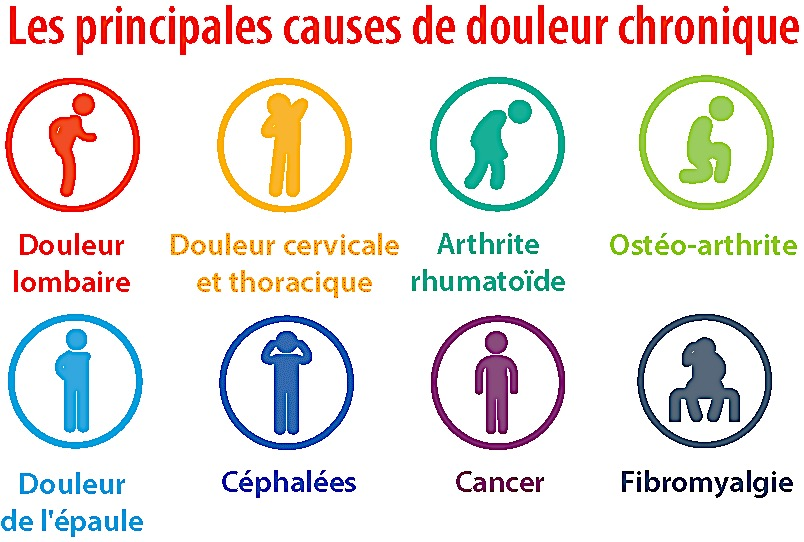 Les principales causes de douleur chronique
Douleur
lombaire
Douleur cervicale
et thoracique
Arthrite
rhumatoïde
Ostéo-arthrite
Douleur
de l'épaule
Céphalées
Cancer
Fibromyalgie